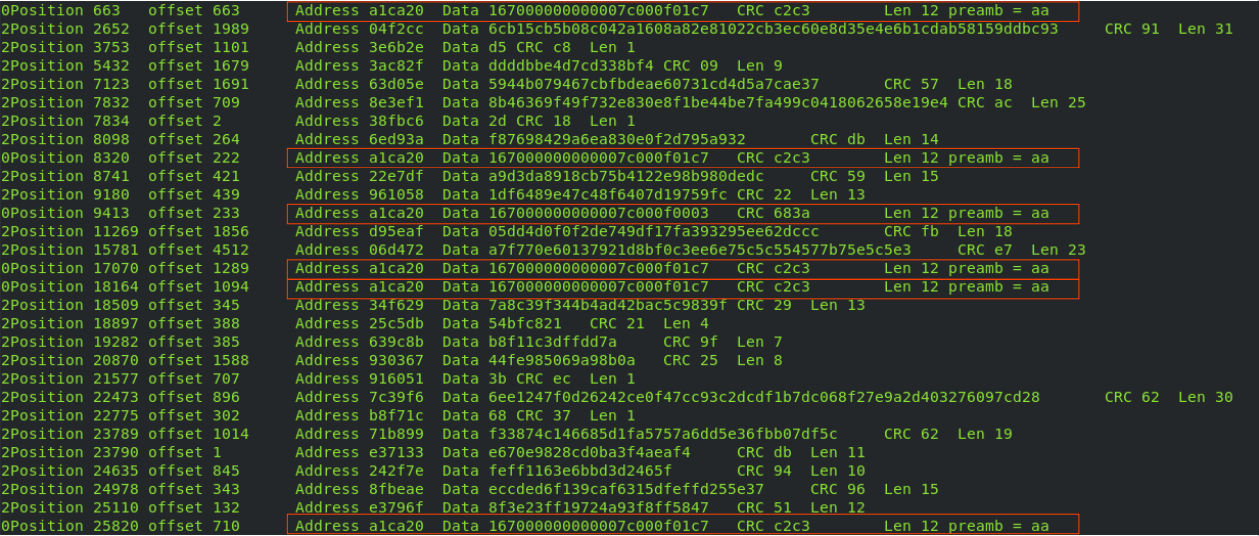 0Position 663 offset 663 Address a1ca20 Data 167000000000007c000f01c7 CRC c2c3 Len 12 preamb = aa
2Position 2652 offset 1989 Address 04f2cc Data 6cb15cb5b08c042a1608a82e81022cb3ec60e8d35e4e6b1cdab58159ddbc93 CRC 91 Len 31
2Position 3753 offset 1101 Address 3e6b2e Data d5 CRC c8 Len 1
2Position 5432 offset 1679 Address 3ac82f Data ddddbbe4d7cd338bf4 CRC 09 Len 9
2Position 7123 offset 1691 Address 63d05e Data 5944b079467cbfbdeae60731cd4d5a7cae37 CRC 57 Len 18
2Position 7832 offset 709 Address 8e3ef1 Data 8b46369f49f732e830e8f1be44be7fa499c0418062658e19e4 CRC ac Len 25
2Position 7834 offset 2 Address 38fbc6 Data 2d CRC 18 Len 1
2Position 8098 offset 264 Address 6ed93a Data f87698429a6ea830e0f2d795a932 CRC db Len 14
0Position 8320 offset 222 Address a1ca20 Data 167000000000007c000f01c7 CRC c2c3 Len 12 preamb = aa
2Position 8741 offset 421 Address 22e7df Data a9d3da8918cb75b4122e98b980dedc CRC 59 Len 15
2Position 9180 offset 439 Address 961058 Data 1df6489e47c48f6407d19759fc CRC 22 Len 13
0Position 9413 offset 233 Address a1ca20 Data 167000000000007c000f0003 CRC 683a Len 12 preamb = aa
2Position 11269 offset 1856 Address d95eaf Data 05dd4d0f0f2de749df17fa393295ee62dccc CRC fb Len 18
2Position 15781 offset 4512 Address 06d472 Data a7f770e60137921d8bf0c3ee6e75c5c554577b75e5c5e3 CRC e7 Len 23
0Position 17070 offset 1289 Address a1ca20 Data 167000000000007c000f01c7 CRC c2c3 Len 12 preamb = aa
0Position 18164 offset 1094 Address a1ca20 Data 167000000000007c000f01c7 CRC c2c3 Len 12 preamb = aa
2Position 18509 offset 345 Address 34f629 Data 7a8c39f344b4ad42bac5c9839f CRC 29 Len 13
2Position 18897 offset 388 Address 25c5db Data 54bfc821 CRC 21 Len 4
2Position 19282 offset 385 Address 639c8b Data b8f11c3dffdd7a CRC 9f Len 7
2Position 20870 offset 1588 Address 930367 Data 44fe985069a98b0a CRC 25 Len 8
2Position 21577 offset 707 Address 916051 Data 3b CRC ec Len 1
2Position 22473 offset 896 Address 7c39f6 Data 6ee1247f0d26242ce0f47cc93c2dcdf1b7dc068f27e9a2d403276097cd28 CRC 62 Len 30
2Position 22775 offset 302 Address b8f71c Data 68 CRC 37 Len 1
2Position 23789 offset 1014 Address 71b899 Data f33874c146685d1fa5757a6dd5e36fbb07df5c CRC 62 Len 19
2Position 23790 offset 1 Address e37133 Data e670e9828cd0ba3f4aeaf4 CRC db Len 11
2Position 24635 offset 845 Address 242f7e Data feff1163e6bbd3d2465f CRC 94 Len 10
2Position 24978 offset 343 Address 8fbeae Data eccded6f139caf6315dfeffd255e37 CRC 96 Len 15
2Position 25110 offset 132 Address e3796f Data 8f3e23ff19724a93f8ff5847 CRC 51 Len 12
0Position 25820 offset 710 Address a1ca20 Data 167000000000007c000f01c7 CRC c2c3 Len 12 preamb = aa